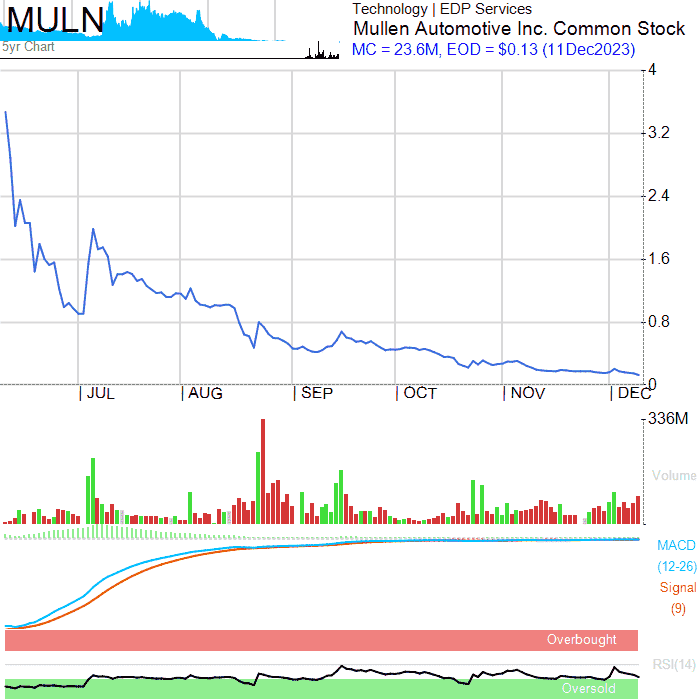 MULN
5yr Chart
Technology | EDP Services
Mullen Automotive Inc. Common Stock
MC = 23.6M, EOD = $0.13 (11Dec2023)
4
3.2
2.4
1.6
0.8
0
| JUL | AUG | SEP | OCT | NOV | DEC
336M
Volume
MACD
(12-26)
Signal
(9)
Overbought
RSI(14)
Oversold